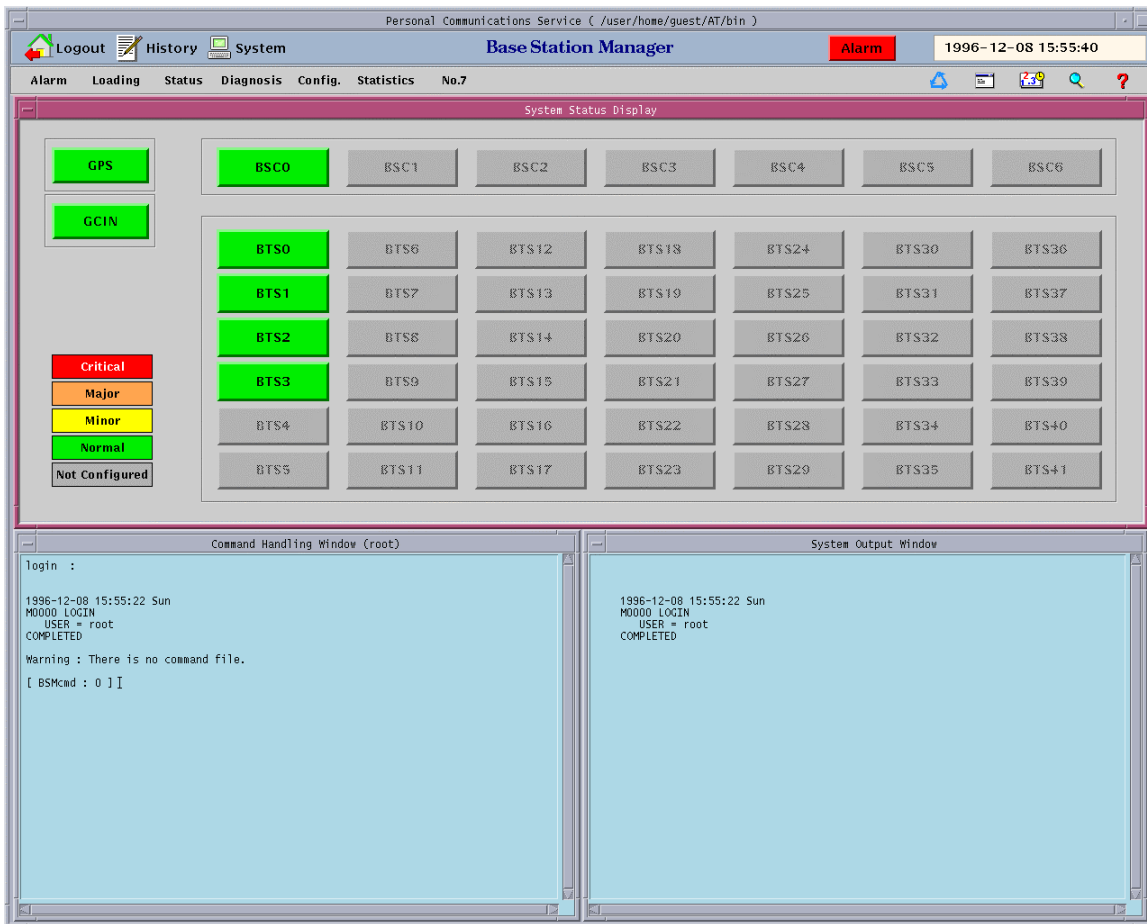 Personal Communications Service ( /user/home/guest/AT/bin )
Logout History System Base Station Manager Alarm 1996-12-08 15:55:40
Alarm Loading Status Diagnosis Config. Statistics No.7 ?
System Status Display
GPS BSC0 BSC1 BSC2 BSC3 BSC4 BSC5 BSC6
GCIN
BTS0 BTS6 BTS12 BTS18 BTS24 BTS30 BTS36
BTS1 BTS7 BTS13 BTS19 BTS25 BTS31 BTS37
BTS2 BTS8 BTS14 BTS20 BTS26 BTS32 BTS38
BTS3 BTS9 BTS15 BTS21 BTS27 BTS33 BTS39
BTS4 BTS10 BTS16 BTS22 BTS28 BTS34 BTS40
BTS5 BTS11 BTS17 BTS23 BTS29 BTS35 BTS41
Critical
Major
Minor
Normal
Not Configured
Command Handling Window (root)
login :
1996-12-08 15:55:22 Sun
M0000 LOGIN
USER = root
COMPLETED
Warning : There is no command file.
[ BSMcmd : 0 ]
System Output Window
1996-12-08 15:55:22 Sun
M0000 LOGIN
USER = root
COMPLETED